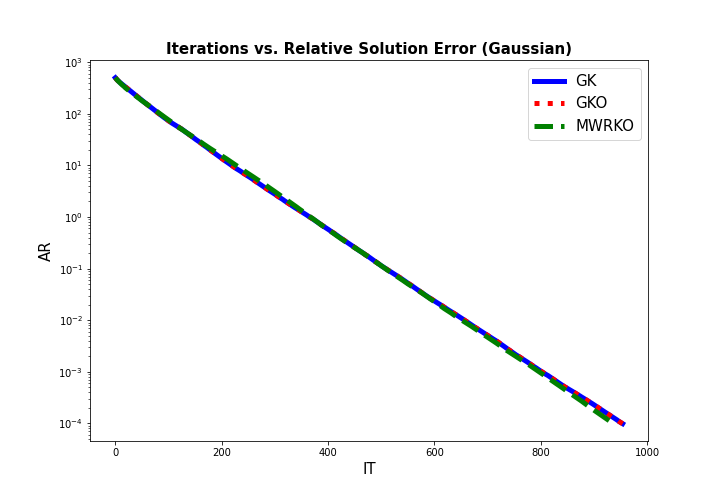 Iterations vs. Relative Solution Error (Gaussian)
GK
GKO
MWRKO
10³
10²
10¹
10⁰
10⁻¹
10⁻²
10⁻³
10⁻⁴
AR
0 200 400 600 800 1000
IT